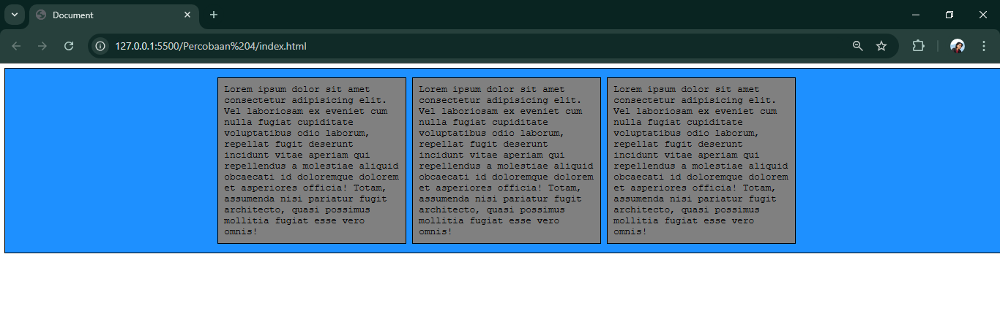 Document
127.0.0.1:5500/Percobaan%204/index.html
Lorem ipsum dolor sit amet
consectetur adipisicing elit.
Vel laboriosam ex eveniet cum
nulla fugiat cupiditate
voluptatibus odio laborum,
repellat fugit deserunt
incidunt vitae aperiam qui
repellendus a molestiae aliquid
obcaecati id doloremque dolorem
et asperiores officia! Totam,
assumenda nisi pariatur fugit
architecto, quasi possimus
mollitia fugiat esse vero
omnis!
Lorem ipsum dolor sit amet
consectetur adipisicing elit.
Vel laboriosam ex eveniet cum
nulla fugiat cupiditate
voluptatibus odio laborum,
repellat fugit deserunt
incidunt vitae aperiam qui
repellendus a molestiae aliquid
obcaecati id doloremque dolorem
et asperiores officia! Totam,
assumenda nisi pariatur fugit
architecto, quasi possimus
mollitia fugiat esse vero
omnis!
Lorem ipsum dolor sit amet
consectetur adipisicing elit.
Vel laboriosam ex eveniet cum
nulla fugiat cupiditate
voluptatibus odio laborum,
repellat fugit deserunt
incidunt vitae aperiam qui
repellendus a molestiae aliquid
obcaecati id doloremque dolorem
et asperiores officia! Totam,
assumenda nisi pariatur fugit
architecto, quasi possimus
mollitia fugiat esse vero
omnis!